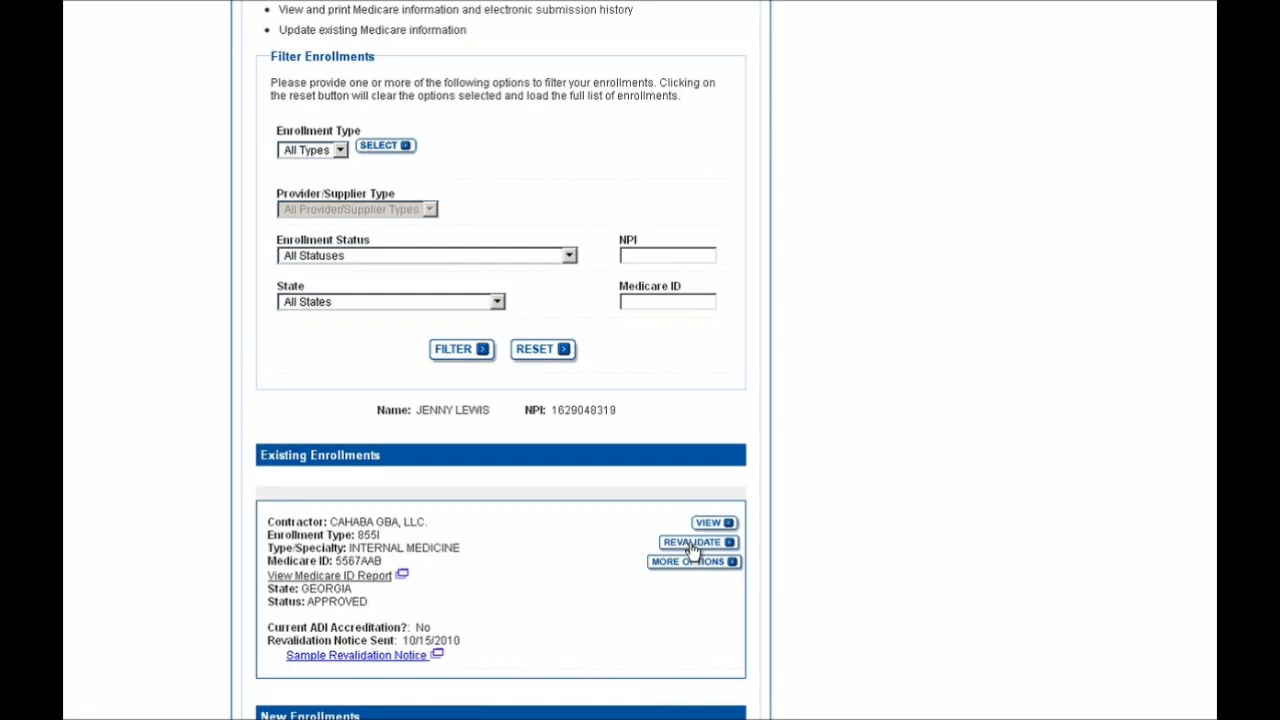 View and print Medicare information and electronic submission history
Update existing Medicare information
Filter Enrollments
Please provide one or more of the following options to filter your enrollments. Clicking on
the reset button will clear the options selected and load the full list of enrollments.
Enrollment Type
All Types SELECT
Provider/Supplier Type
All Provider/Supplier Types
Enrollment Status NPI
All Statuses
State Medicare ID
All States
FILTER RESET
Name: JENNY LEWIS NPI: 1629048319
Existing Enrollments
Contractor: CAHABA GBA, LLC. VIEW
Enrollment Type: 855I
REVALIDATE
Type/Specialty: INTERNAL MEDICINE
Medicare ID: 5567AAB MORE OPTIONS
View Medicare ID Report
State: GEORGIA
Status: APPROVED
Current ADI Accreditation?: No
Revalidation Notice Sent: 10/15/2010
Sample Revalidation Notice
New Enrollments